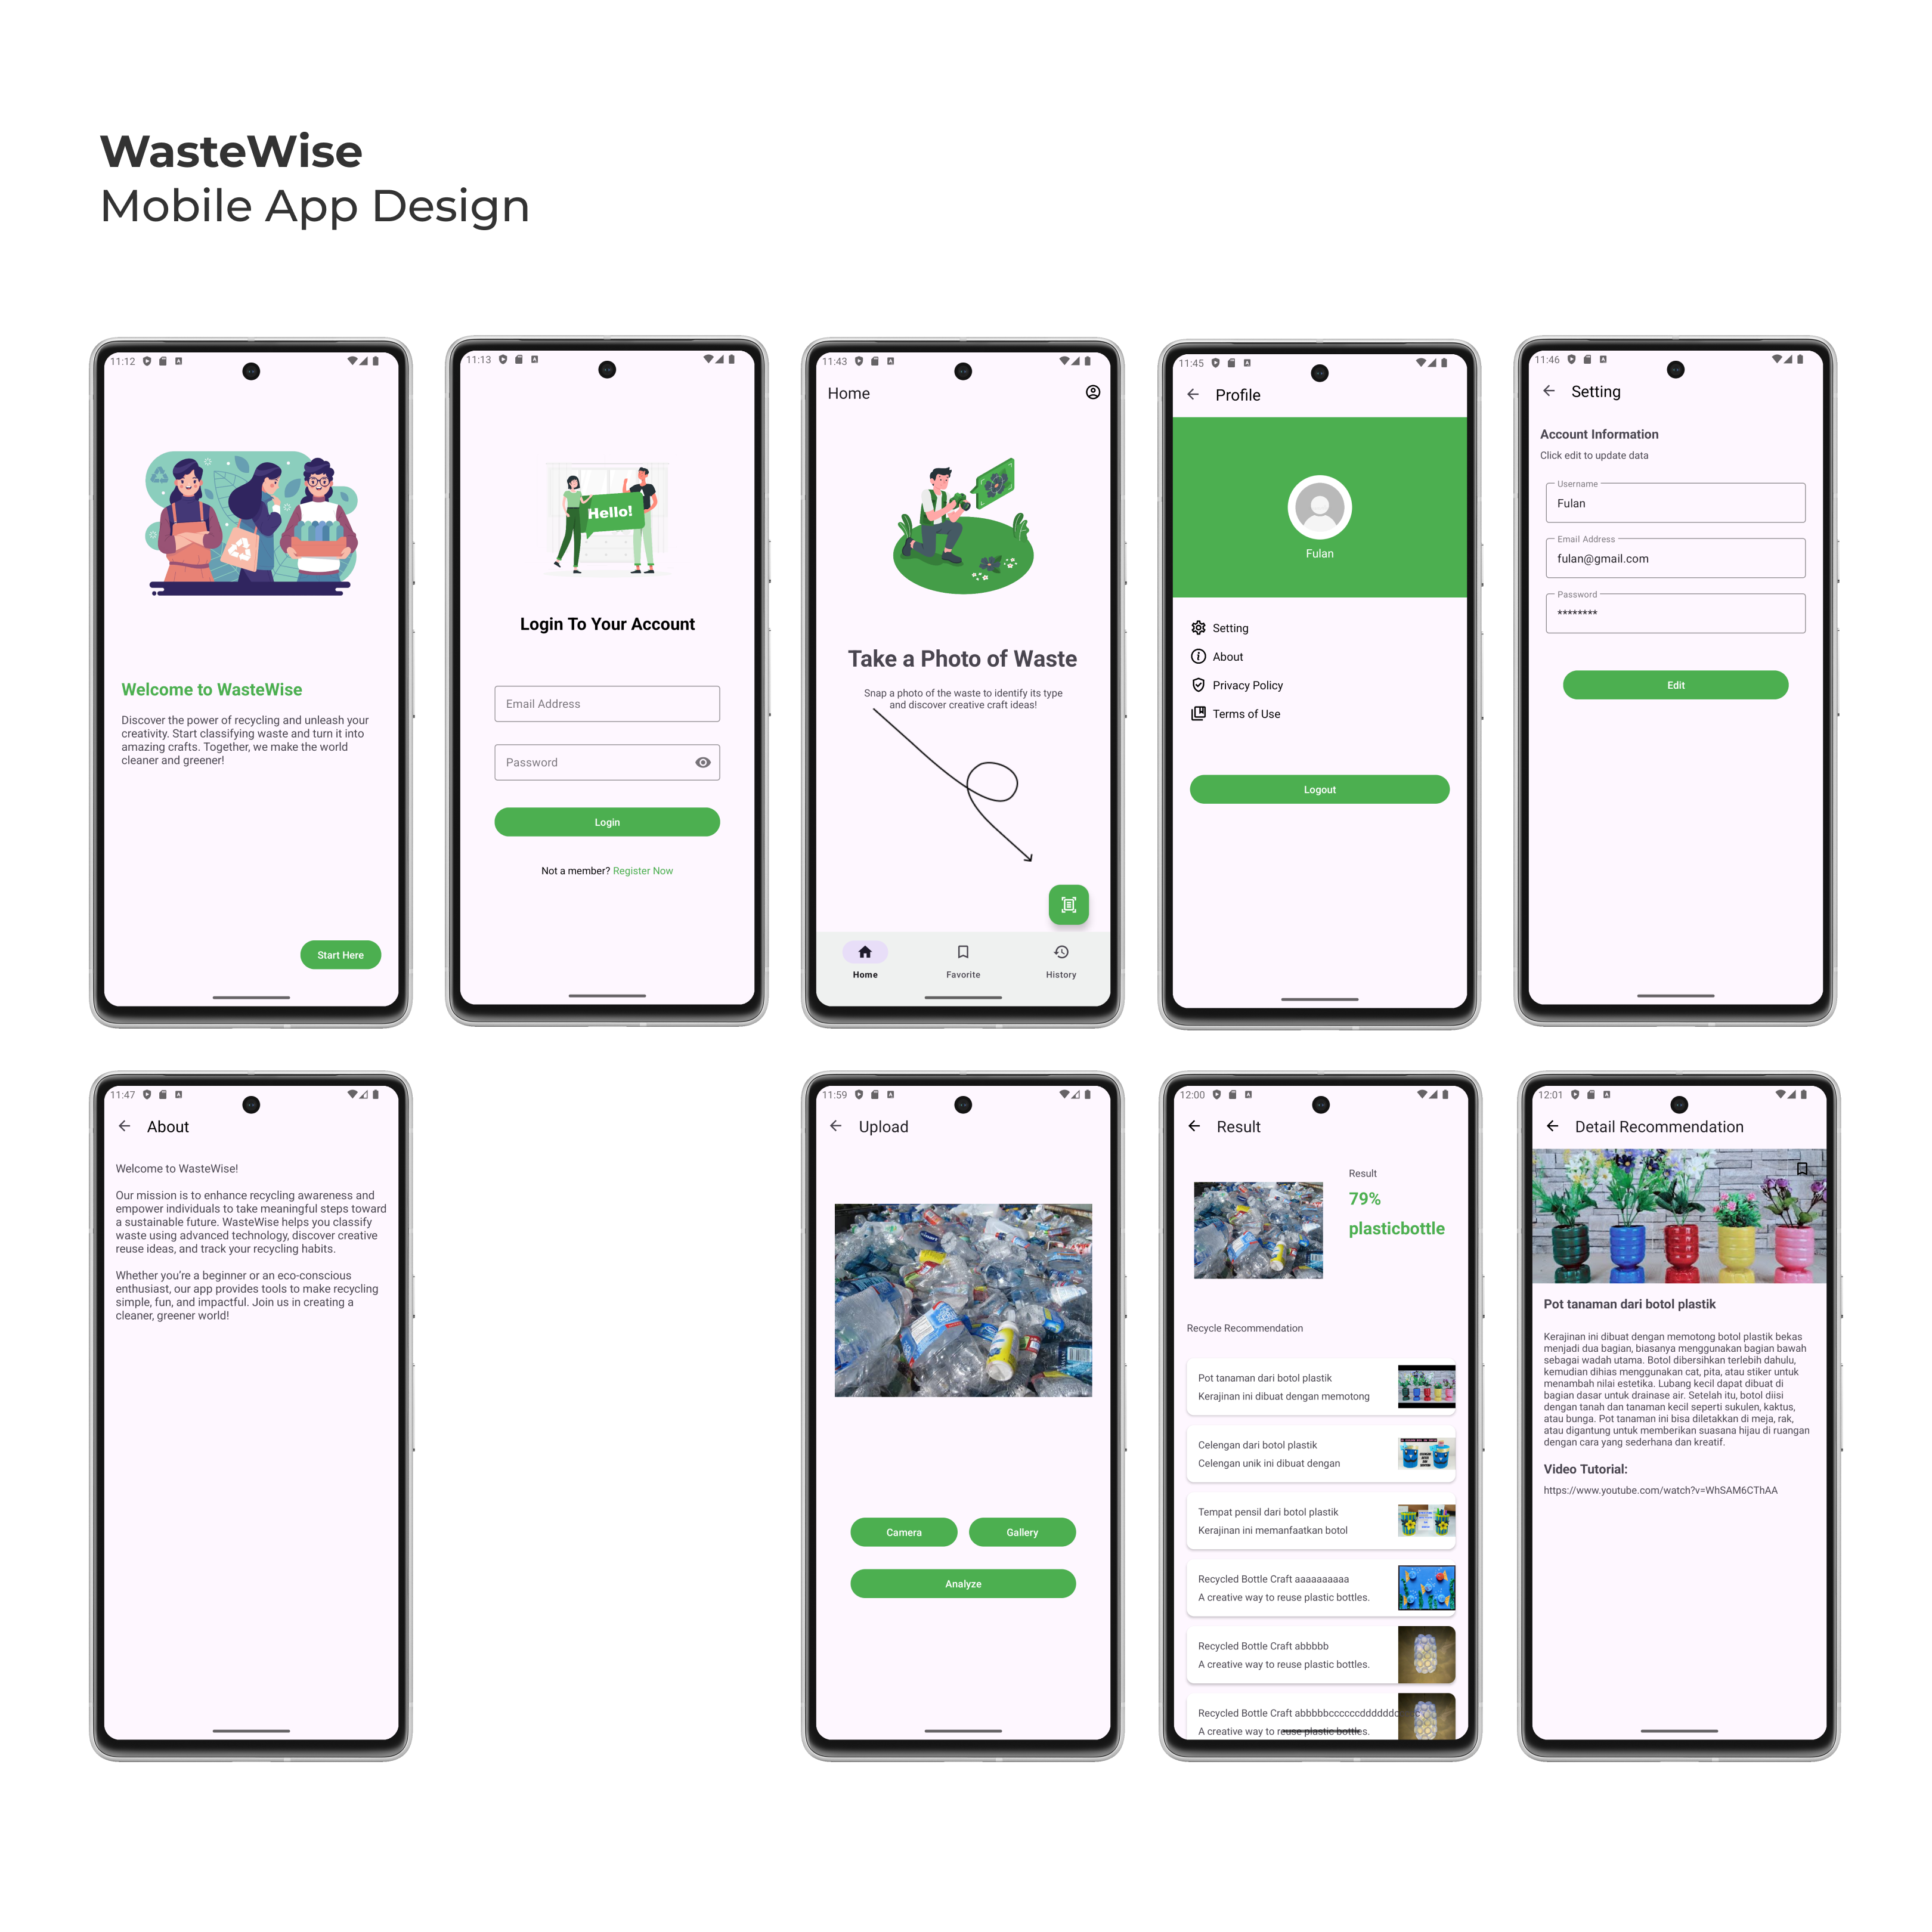 WasteWise
Mobile App Design
11:12
Welcome to WasteWise
Discover the power of recycling and unleash your
creativity. Start classifying waste and turn it into
amazing crafts. Together, we make the world
cleaner and greener!
Start Here
11:13
Hello!
Login To Your Account
Email Address
Password
Login
Not a member? Register Now
11:43
Home
Take a Photo of Waste
Snap a photo of the waste to identify its type
and discover creative craft ideas!
Home
Favorite
History
11:45
Profile
Fulan
Setting
About
Privacy Policy
Terms of Use
Logout
11:46
Setting
Account Information
Click edit to update data
Username
Fulan
Email Address
fulan@gmail.com
Password
********
Edit
11:47
About
Welcome to WasteWise!
Our mission is to enhance recycling awareness and
empower individuals to take meaningful steps toward
a sustainable future. WasteWise helps you classify
waste using advanced technology, discover creative
reuse ideas, and track your recycling habits.
Whether you're a beginner or an eco-conscious
enthusiast, our app provides tools to make recycling
simple, fun, and impactful. Join us in creating a
cleaner, greener world!
11:59
Upload
Camera
Gallery
Analyze
12:00
Result
Result
79%
plasticbottle
Recycle Recommendation
Pot tanaman dari botol plastik
Kerajinan ini dibuat dengan memotong
Celengan dari botol plastik
Celengan unik ini dibuat dengan
Tempat pensil dari botol plastik
Kerajinan ini memanfaatkan botol
Recycled Bottle Craft aaaaaaaaaa
A creative way to reuse plastic bottles.
Recycled Bottle Craft abbbbb
A creative way to reuse plastic bottles.
Recycled Bottle Craft abbbbbccccccddddddc
A creative way to reuse plastic bottles.
12:01
Detail Recommendation
Pot tanaman dari botol plastik
Kerajinan ini dibuat dengan memotong botol plastik bekas
menjadi dua bagian, biasanya menggunakan bagian bawah
sebagai wadah utama. Botol dibersihkan terlebih dahulu,
kemudian dihias menggunakan cat, pita, atau stiker untuk
menambah nilai estetika. Lubang kecil dapat dibuat di
bagian dasar untuk drainase air. Setelah itu, botol diisi
dengan tanah dan tanaman kecil seperti sukulen, kaktus,
atau bunga. Pot tanaman ini bisa diletakkan di meja, rak,
atau digantung untuk memberikan suasana hijau di ruangan
dengan cara yang sederhana dan kreatif.
Video Tutorial:
https://www.youtube.com/watch?v=WhSAM6CThAA